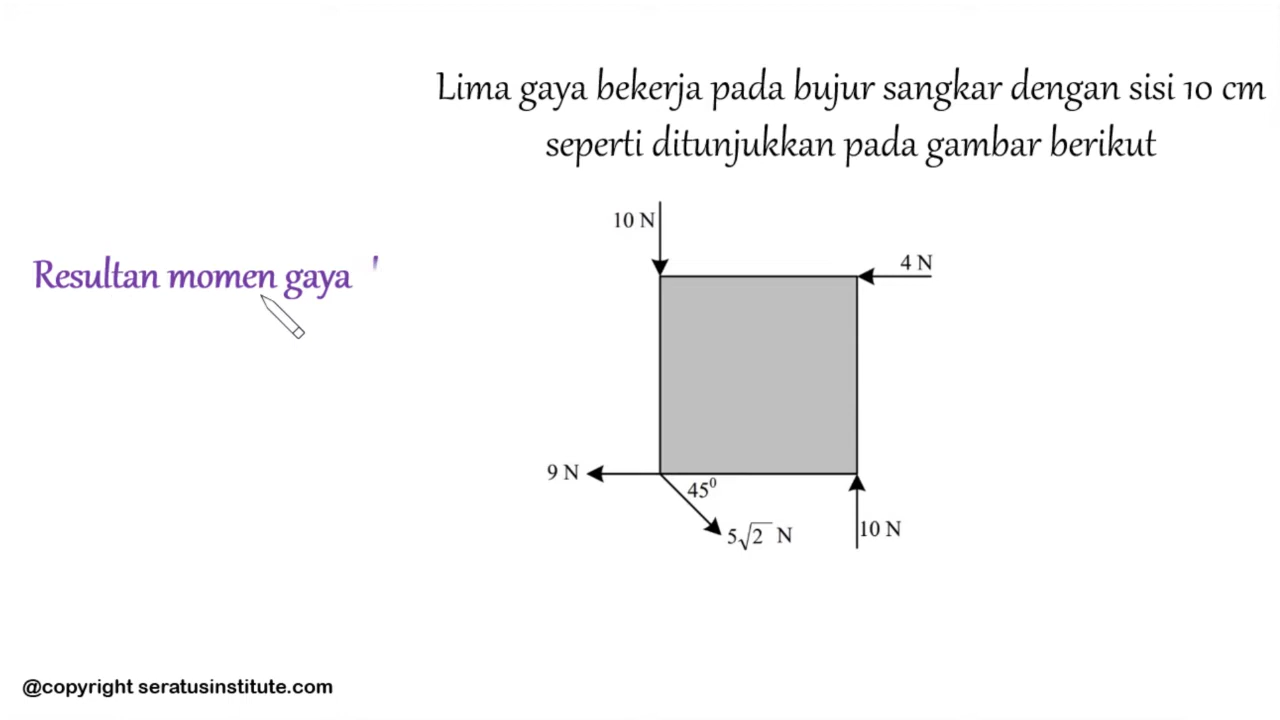 Lima gaya bekerja pada bujur sangkar dengan sisi 10 cm
seperti ditunjukkan pada gambar berikut
10 N
4 N
Resultan momen gaya
9 N
45⁰
5√2 N
10 N
@copyright seratusinstitute.com